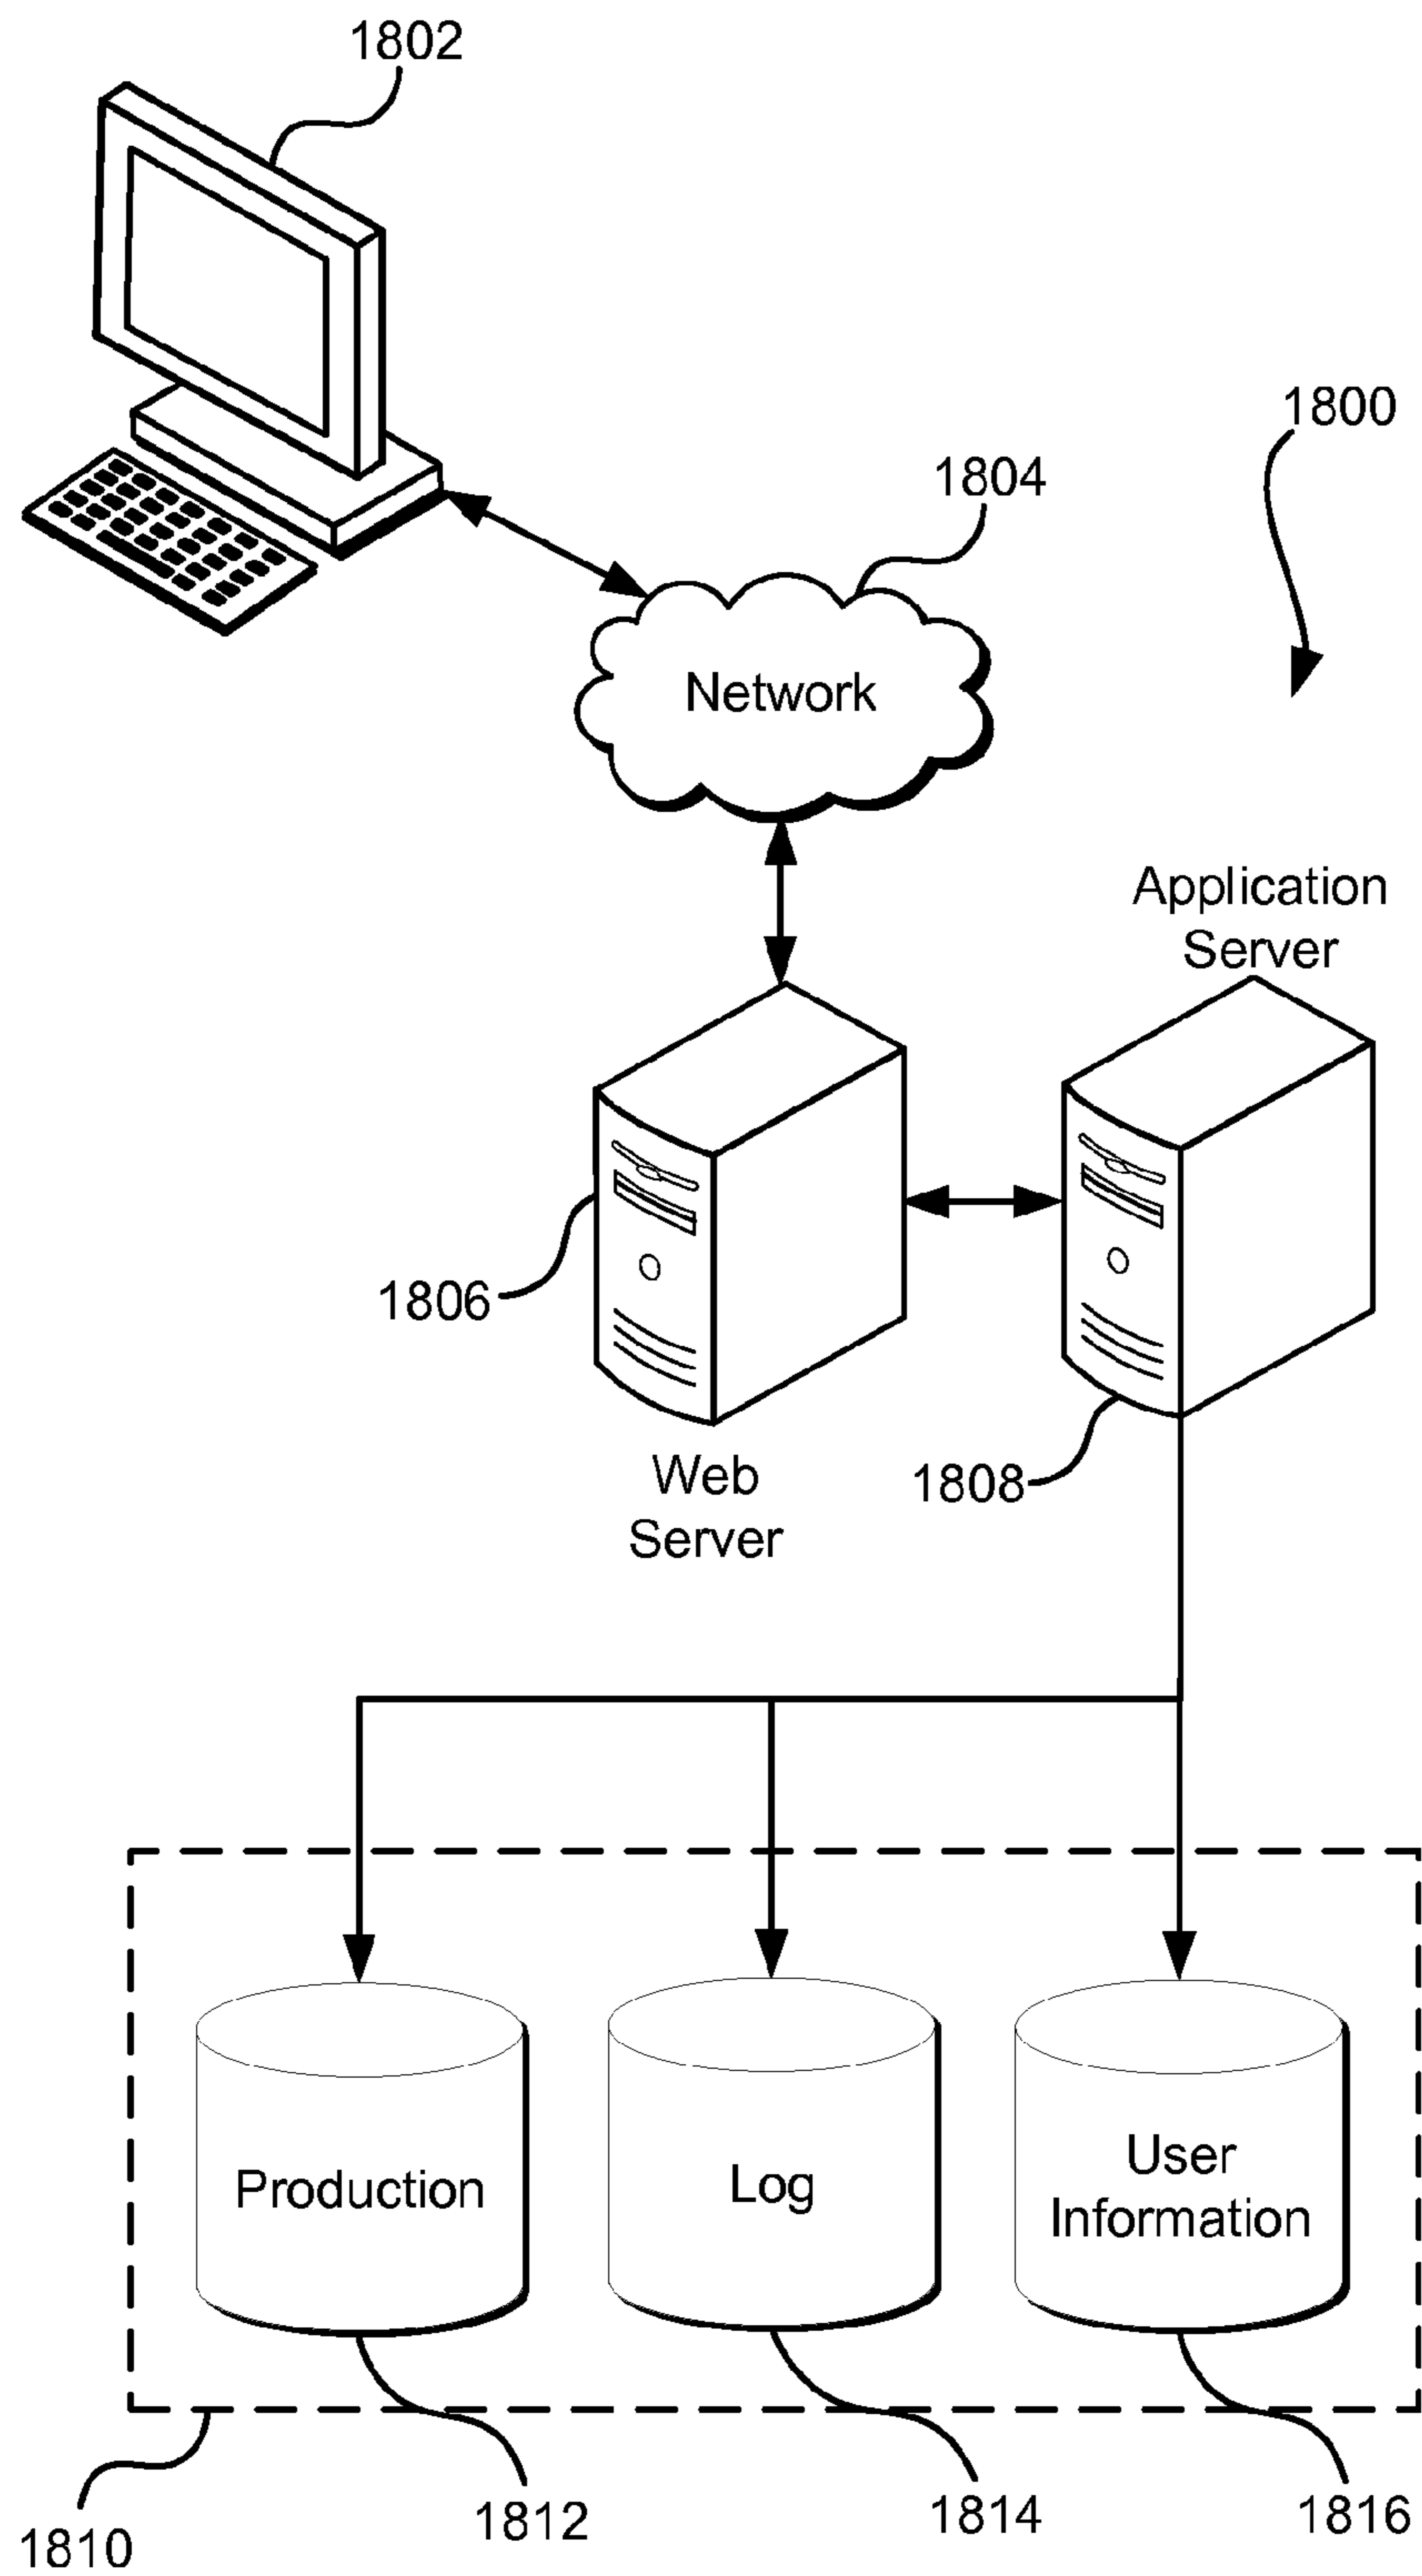 1802
1800
1804
Network
Application
Server
1806
1808
Web
Server
Production
Log
User
Information
1810
1812
1814
1816